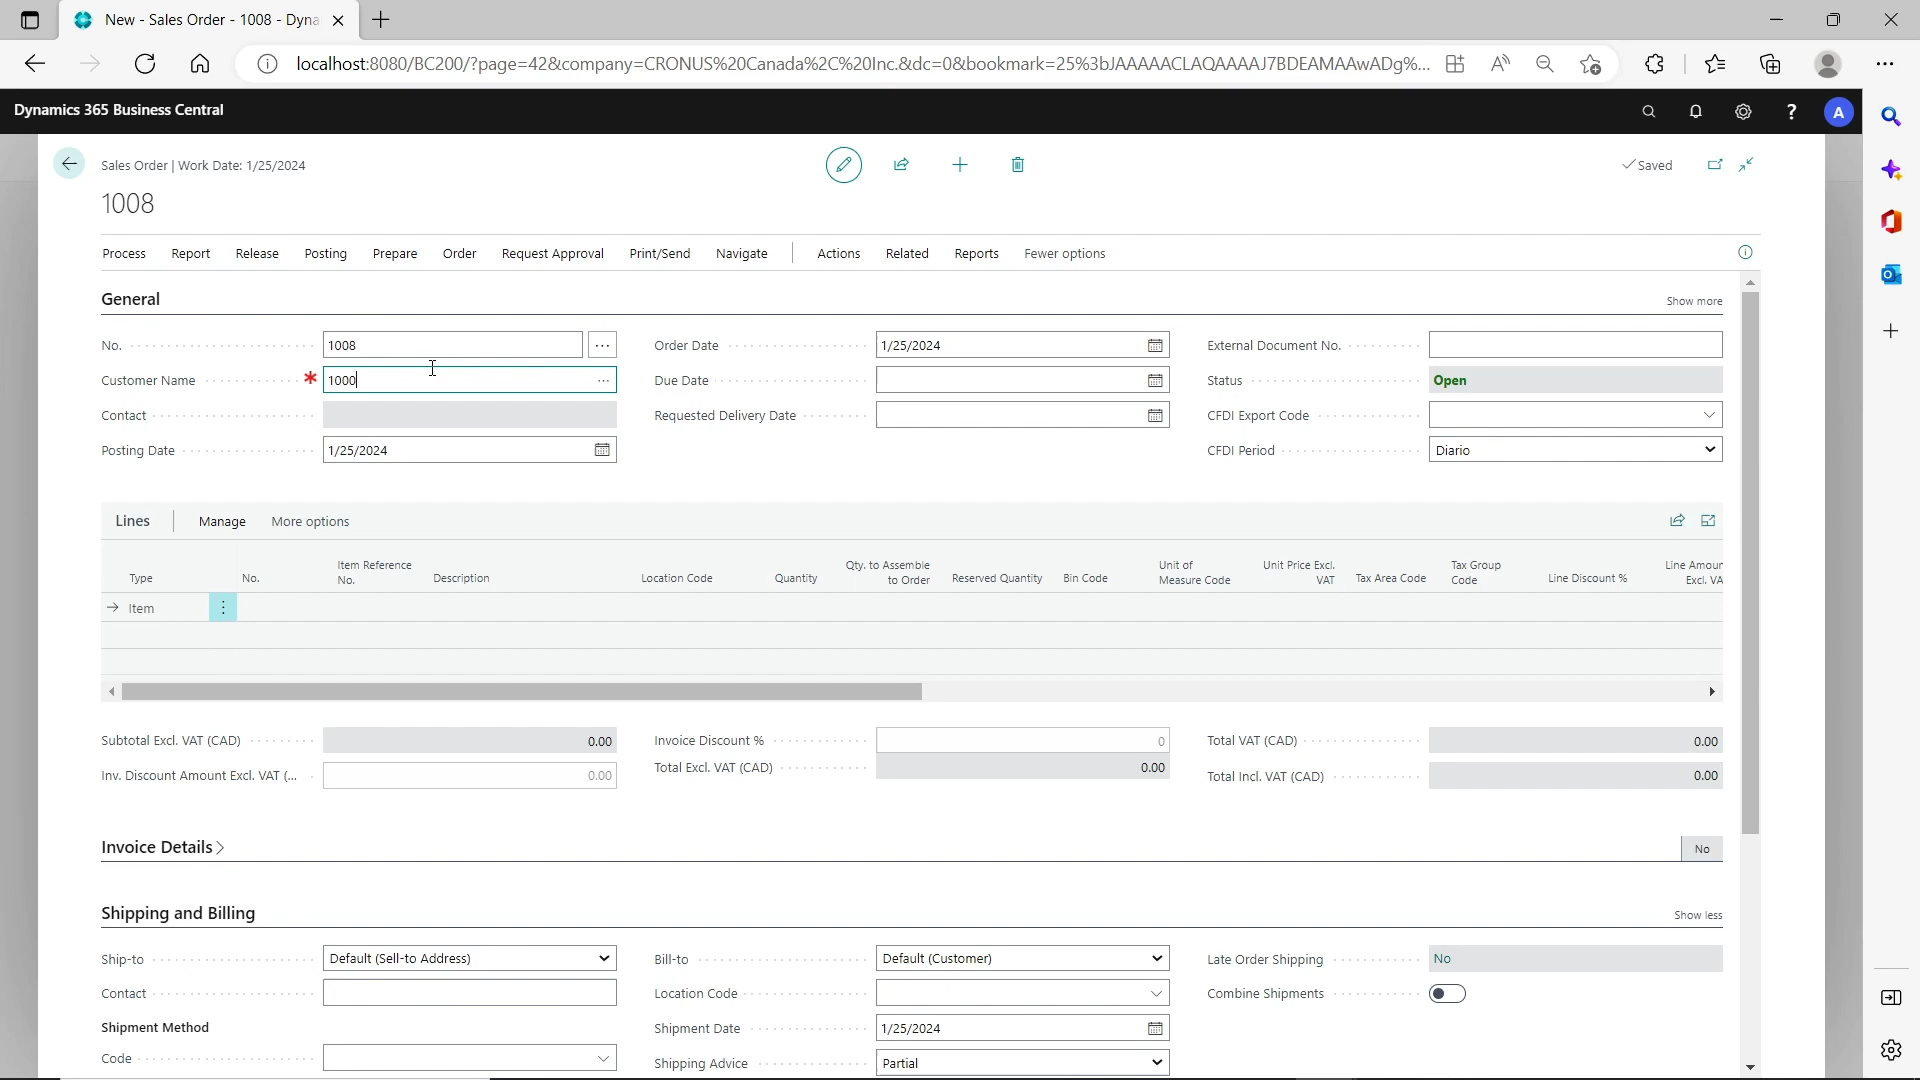 New - Sales Order - 1008 - Dyna
localhost:8080/BC200/?page=42&company=CRONUS%20Canada%2C%20Inc.&dc=0&bookmark=25%3bJAAAAACLAQAAAAJ7BDEAMAAwADg%...
Dynamics 365 Business Central
A
Sales Order | Work Date: 1/25/2024
Saved
1008
Process Report Release Posting Prepare Order Request Approval Print/Send Navigate Actions Related Reports Fewer options
General
Show more
No. 1008 Order Date 1/25/2024 External Document No.
Customer Name * 1000 Due Date Status Open
Contact Requested Delivery Date CFDI Export Code
Posting Date 1/25/2024 CFDI Period Diario
Lines Manage More options
Type No. Item Reference No. Description Location Code Quantity Qty. to Assemble to Order Reserved Quantity Bin Code Unit of Measure Code Unit Price Excl. VAT Tax Area Code Tax Group Code Line Discount % Line Amour Excl. VA
Item
Subtotal Excl. VAT (CAD) 0.00 Invoice Discount % 0 Total VAT (CAD) 0.00
Inv. Discount Amount Excl. VAT (... 0.00 Total Excl. VAT (CAD) 0.00 Total Incl. VAT (CAD) 0.00
Invoice Details
No
Shipping and Billing
Show less
Ship-to Default (Sell-to Address) Bill-to Default (Customer) Late Order Shipping No
Contact Location Code Combine Shipments
Shipment Method Shipment Date 1/25/2024
Code Shipping Advice Partial